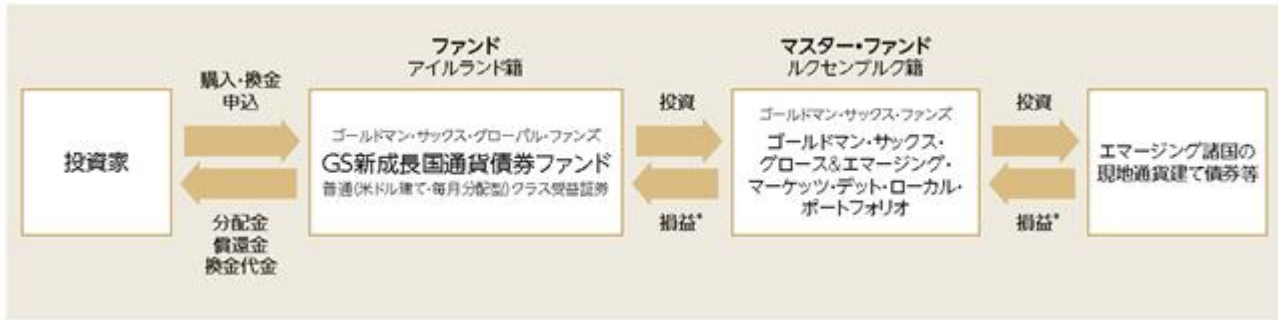 ファンド
アイルランド籍
マスター・ファンド
ルクセンブルク籍
購入・換金
申込
投資
投資
投資家
ゴールドマン・サックス・グローバル・ファンズ
GS新成長国通貨債券ファンド
普通(米ドル建て・毎月分配型)クラス受益証券
ゴールドマン・サックス・ファンズ
ゴールドマン・サックス・
グロース&エマージング・
マーケッツ・デット・ローカル・
ポートフォリオ
エマージング諸国の
現地通貨建て債券等
分配金
償還金
換金代金
損益*
損益*